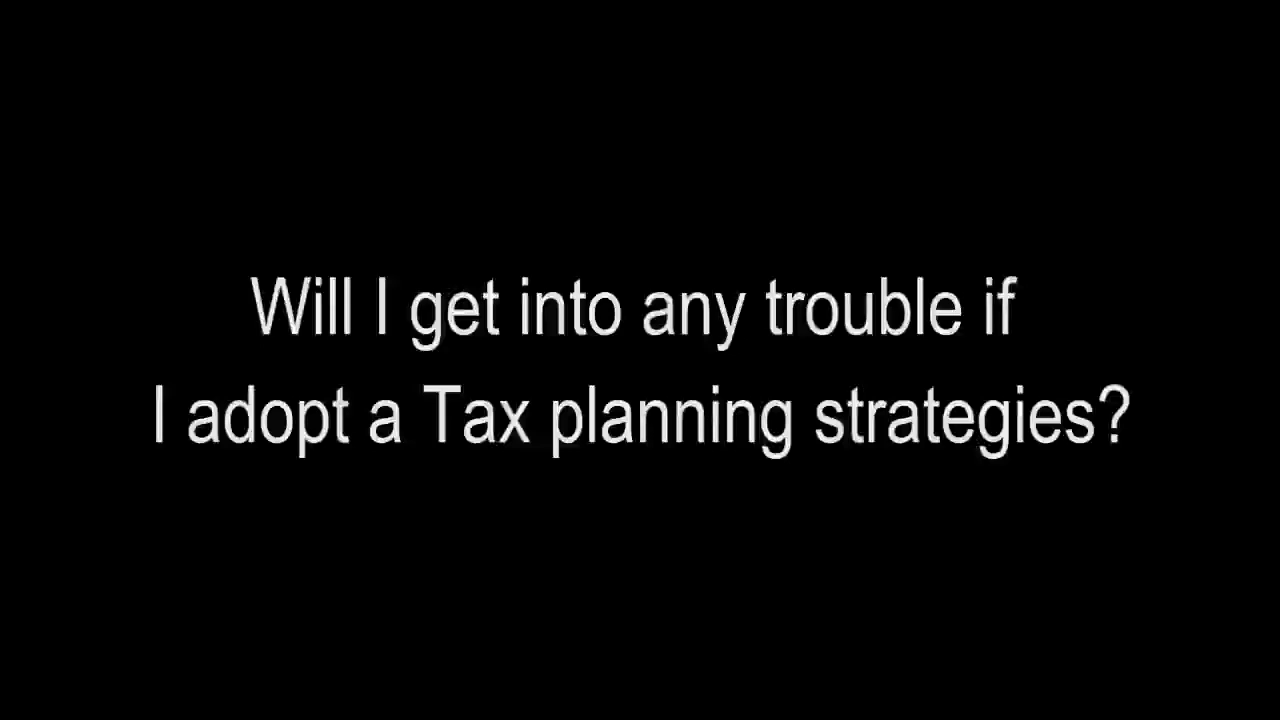 Will I get into any trouble if
I adopt a Tax planning strategies?